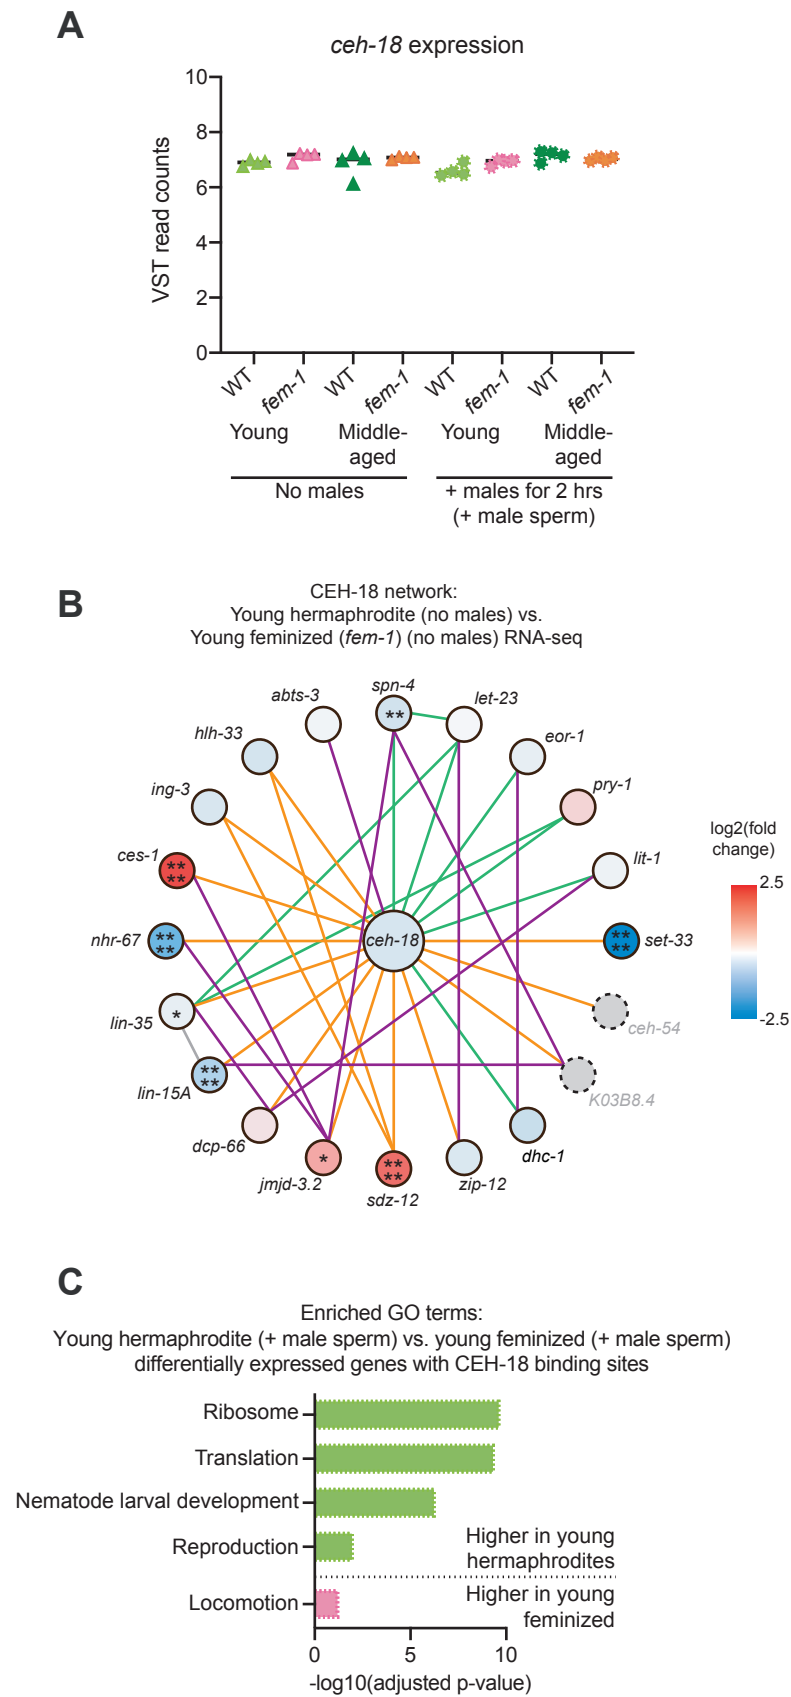 A
ceh-18 expression
VST read counts
10
8
6
4
2
0
WT
fem-1
WT
fem-1
WT
fem-1
WT
fem-1
Young
Middle-
aged
Young
Middle-
aged
No males
+ males for 2 hrs
(+ male sperm)
B
CEH-18 network:
Young hermaphrodite (no males) vs.
Young feminized (fem-1) (no males) RNA-seq
spn-4
**
abts-3
let-23
hlh-33
eor-1
ing-3
pry-1
ces-1
**
**
lit-1
log2(fold
change)
2.5
-2.5
nhr-67
**
**
ceh-18
**
**
set-33
lin-35
*
ceh-54
lin-15A
**
**
K03B8.4
dcp-66
dhc-1
jmjd-3.2
*
sdz-12
**
**
zip-12
C
Enriched GO terms:
Young hermaphrodite (+ male sperm) vs. young feminized (+ male sperm)
differentially expressed genes with CEH-18 binding sites
Ribosome
Translation
Nematode larval development
Reproduction
Higher in young
hermaphrodites
Locomotion
Higher in young
feminized
0
5
10
-log10(adjusted p-value)